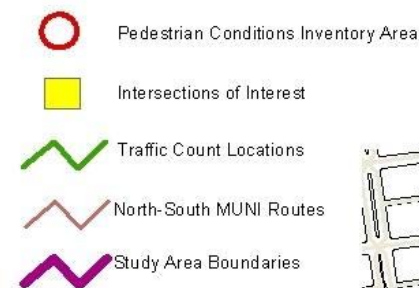 Pedestrian Conditions Inventory Area
Intersections of Interest
Traffic Count Locations
North-South MUNI Routes
Study Area Boundaries